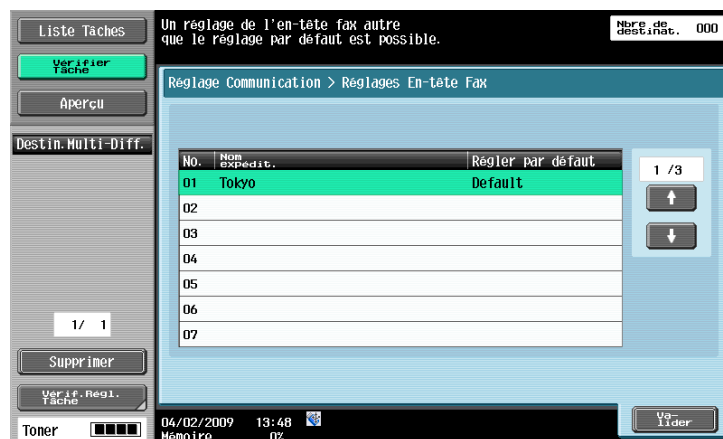 Liste Tâches
Vérifier
Tâche
Aperçu
Destin.Multi-Diff.
1/ 1
Supprimer
Vérif.Régl.
Tâche
Toner
Un réglage de l'en-tête fax autre
que le réglage par défaut est possible.
Nbre de
destinat. 000
Réglage Communication > Réglages En-tête Fax
No. Nom
expédit. Régler par défaut
01 Tokyo Default
02
03
04
05
06
07
1 /3
04/02/2009 13:48
Mémoire 0%
Va-
lider